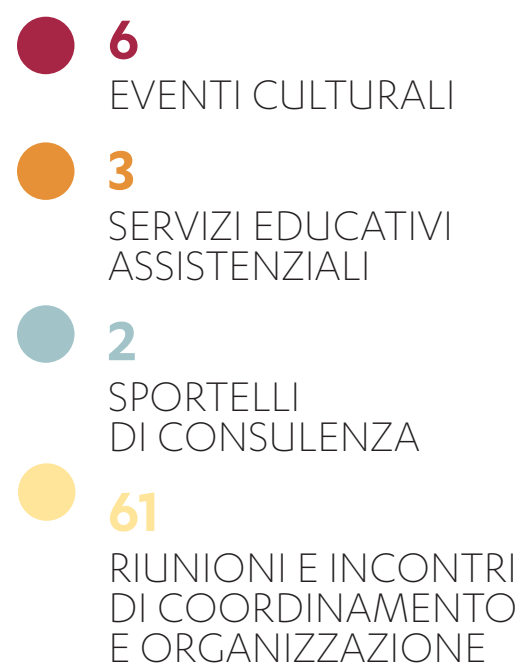 6
EVENTI CULTURALI
3
SERVIZI EDUCATIVI
ASSISTENZIALI
2
SPORTELLI
DI CONSULENZA
61
RIUNIONI E INCONTRI
DI COORDINAMENTO
E ORGANIZZAZIONE